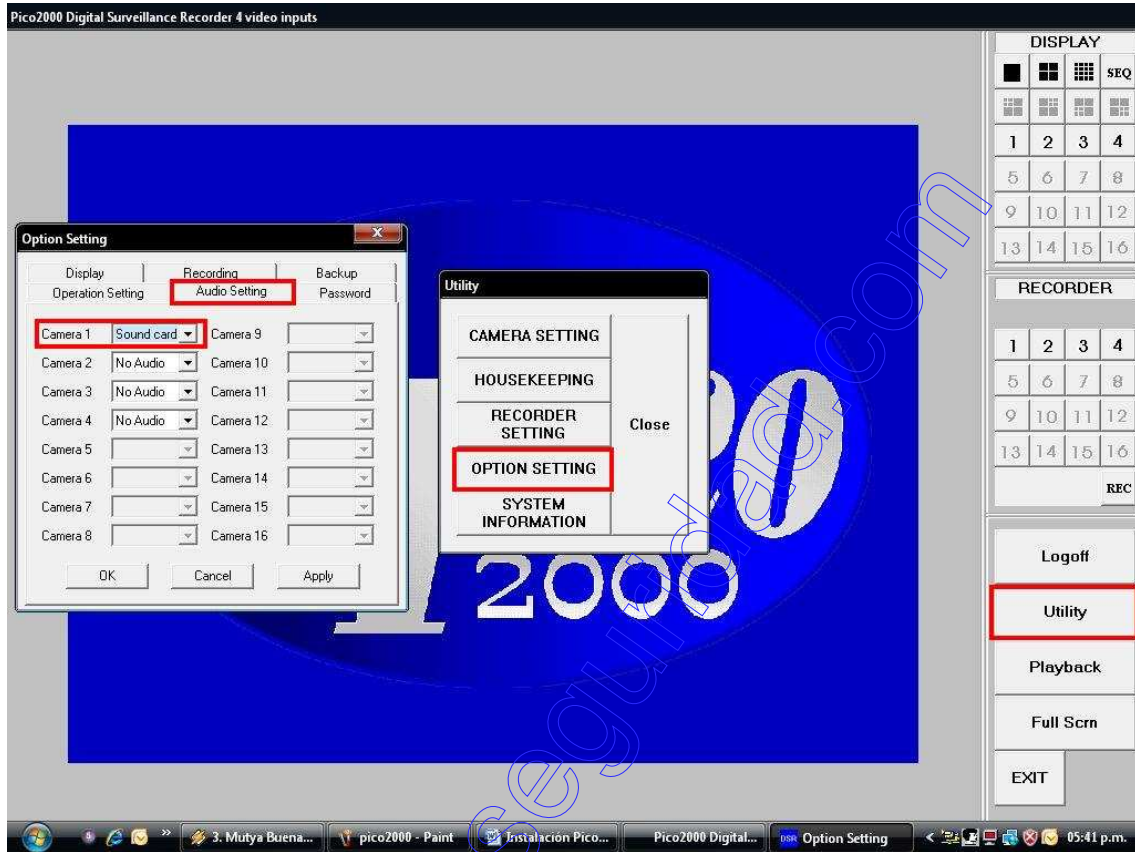 Pico2000 Digital Surveillance Recorder 4 video inputs
DISPLAY
SEQ
1 2 3 4
5 6 7 8
9 10 11 12
13 14 15 16
RECORDER
1 2 3 4
5 6 7 8
9 10 11 12
13 14 15 16
REC
Logoff
Utility
Playback
Full Scrn
EXIT
Option Setting
X
Display Recording Backup
Operation Setting Audio Setting Password
Camera 1 Sound card Camera 9
Camera 2 No Audio Camera 10
Camera 3 No Audio Camera 11
Camera 4 No Audio Camera 12
Camera 5 Camera 13
Camera 6 Camera 14
Camera 7 Camera 15
Camera 8 Camera 16
OK Cancel Apply
Utility
CAMERA SETTING
HOUSEKEEPING
RECORDER
SETTING
OPTION SETTING
SYSTEM
INFORMATION
Close
2000
3. Mutya Buena... pico2000 - Paint Instalación Pico... Pico2000 Digital... DSR Option Setting 05:41 p.m.